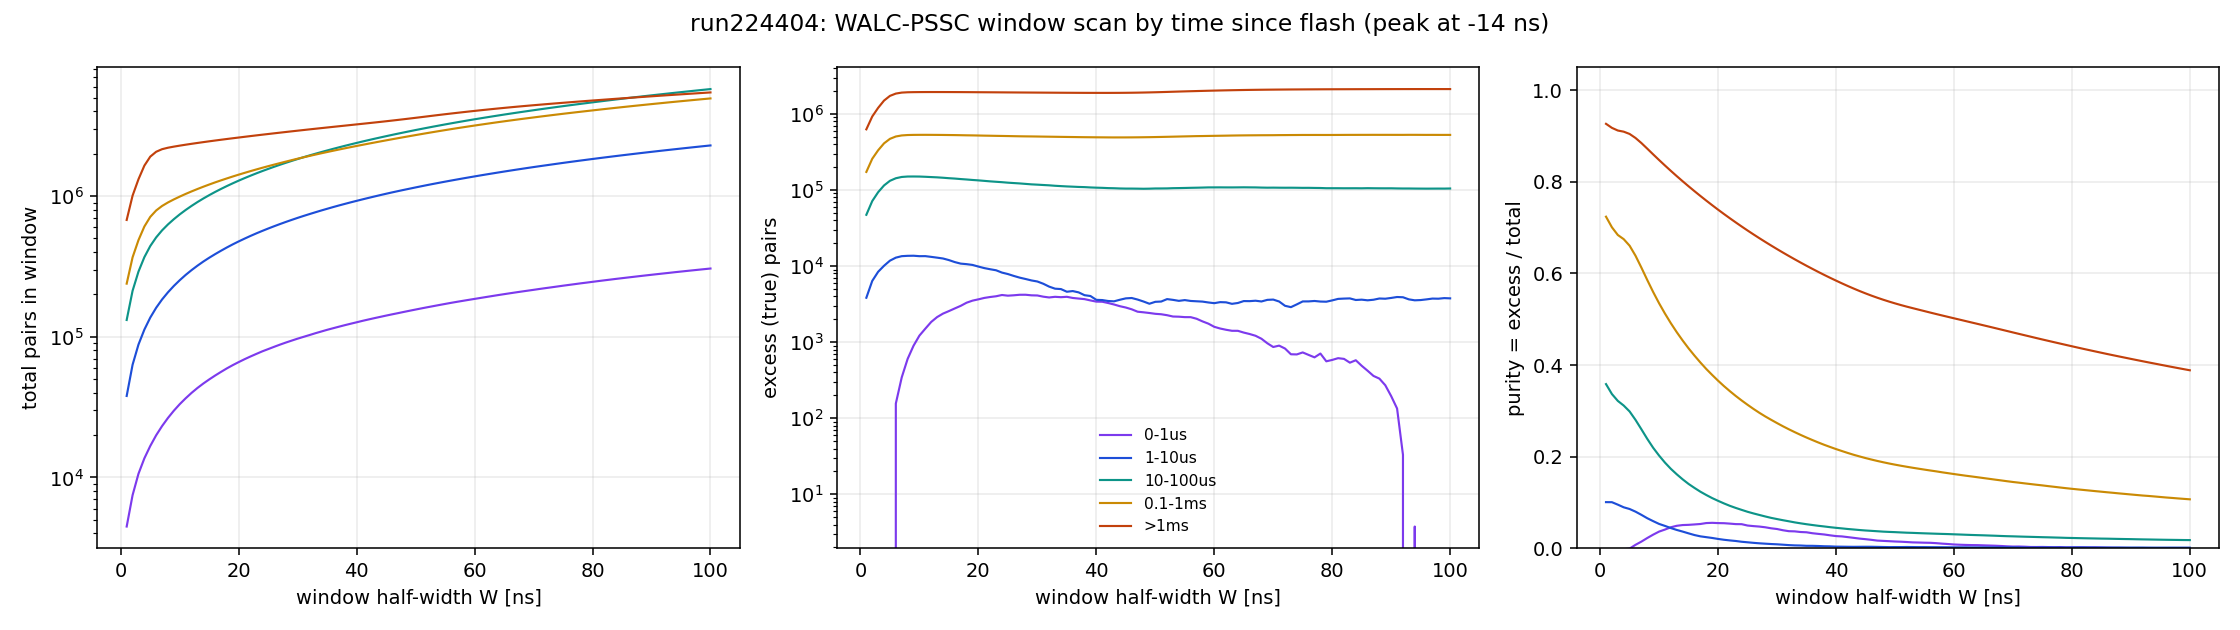 run224404: WALC-PSSC window scan by time since flash (peak at -14 ns)
total pairs in window
10^6
10^5
10^4
0 20 40 60 80 100
window half-width W [ns]
excess (true) pairs
10^6
10^5
10^4
10^3
10^2
10^1
0-1us
1-10us
10-100us
0.1-1ms
>1ms
0 20 40 60 80 100
window half-width W [ns]
purity = excess / total
1.0
0.8
0.6
0.4
0.2
0.0
0 20 40 60 80 100
window half-width W [ns]